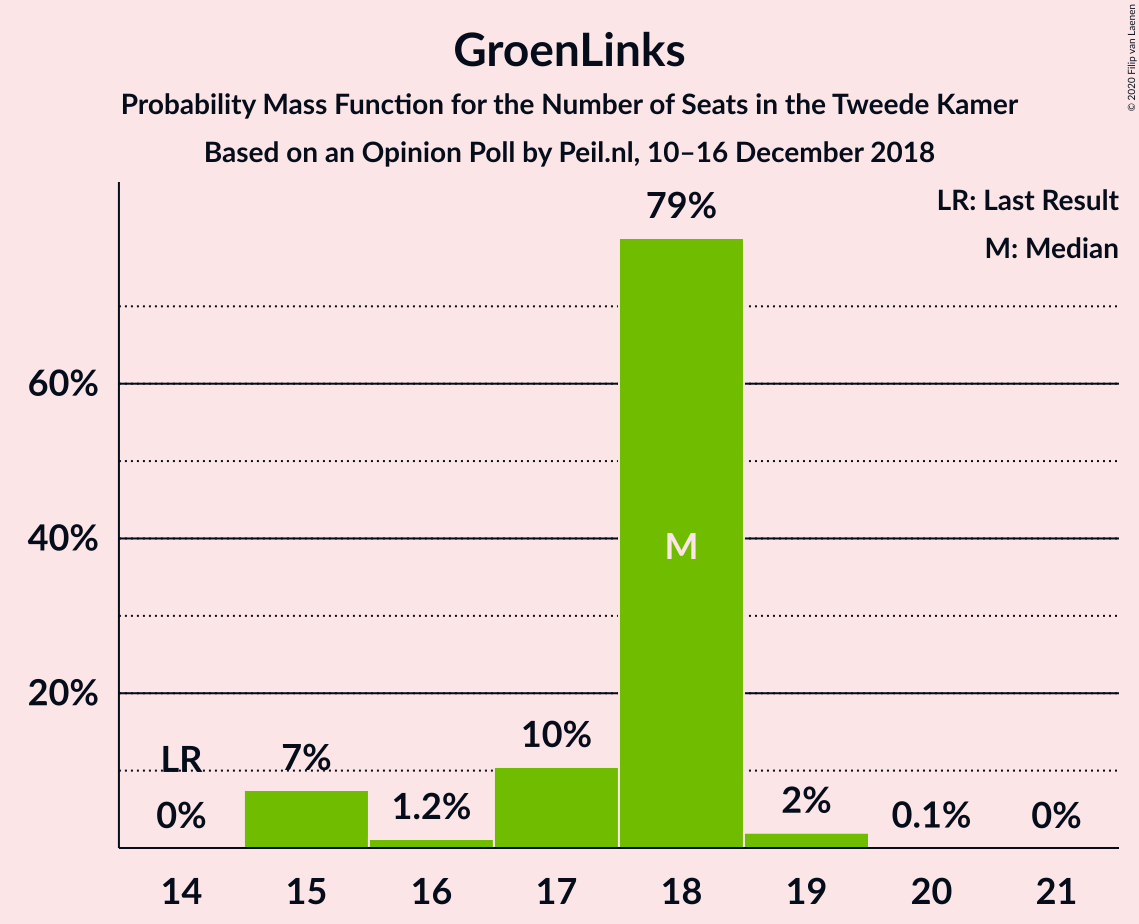 GroenLinks
Probability Mass Function for the Number of Seats in the Tweede Kamer
Based on an Opinion Poll by Peil.nl, 10–16 December 2018
© 2020 Filip van Laenen
LR: Last Result
M: Median
79%
60%
40%
20%
M
LR
0%
7%
1.2%
10%
2%
0.1%
0%
14 15 16 17 18 19 20 21